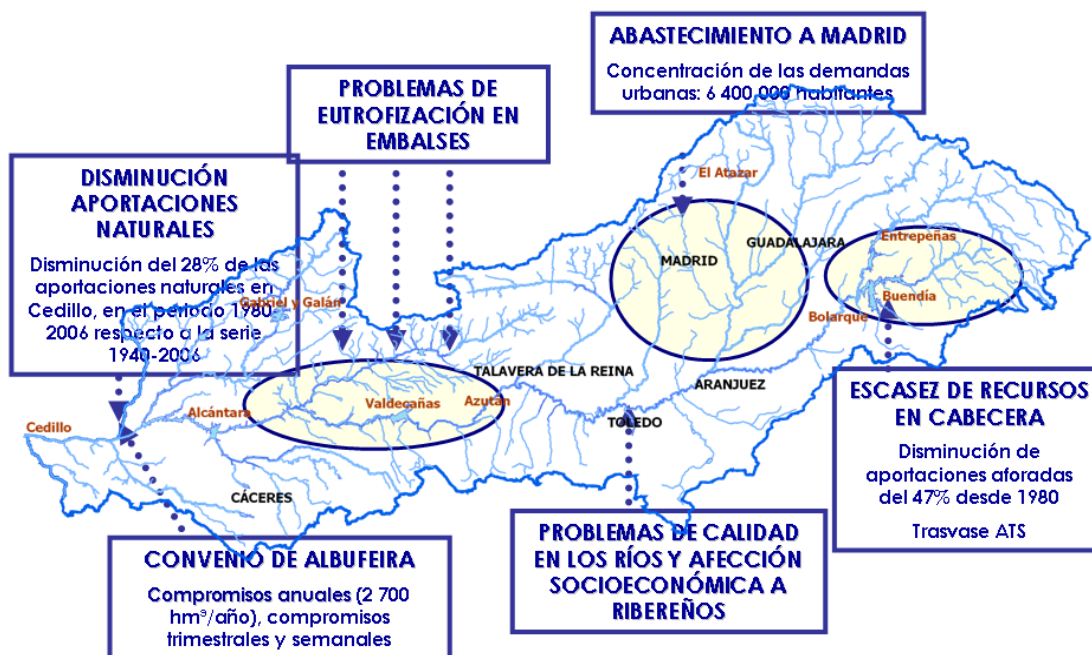 ABASTECIMIENTO A MADRID
Concentración de las demandas
urbanas: 6 400 000 habitantes
PROBLEMAS DE
EUTROFIZACIÓN EN
EMBALSES
DISMINUCIÓN
APORTACIONES
NATURALES
Disminución del 28% de las
aportaciones naturales en
Cedillo, en el periodo 1980-
2006 respecto a la serie
1940-2006
El Atazar
GUADALAJARA
Entrepeñas
MADRID
Buendía
Gabriel y Galán
Bolarque
TALAVERA DE LA REINA
ARANJUEZ
Valdecañas
Azután
Alcántara
TOLEDO
Cedillo
CÁCERES
ESCASEZ DE RECURSOS
EN CABECERA
Disminución de
aportaciones aforadas
del 47% desde 1980
Trasvase ATS
PROBLEMAS DE CALIDAD
EN LOS RÍOS Y AFECCIÓN
SOCIOECONÓMICA A
RIBEREÑOS
CONVENIO DE ALBUFEIRA
Compromisos anuales (2 700
hm³/año), compromisos
trimestrales y semanales